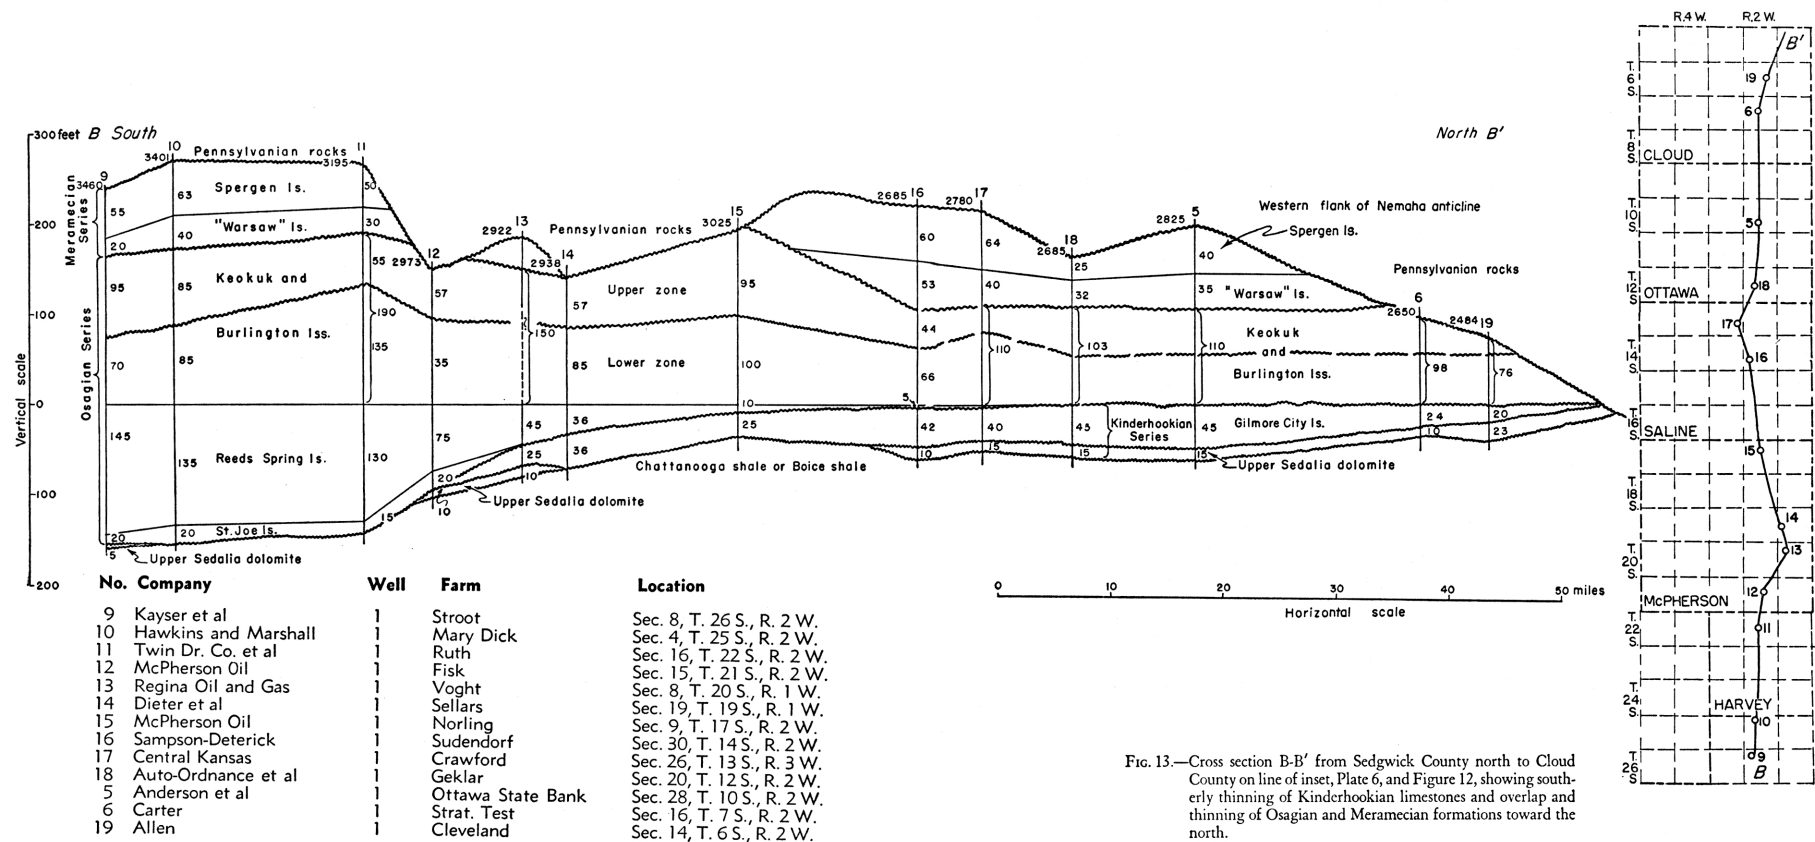 R.4 W. R.2 W.
B'
T. 6 S.
19
6
T. 8 S. CLOUD
T. 10 S.
5
T. 12 S. OTTAWA
18
17
T. 14 S.
16
T. 16 S. SALINE
15
T. 18 S.
14
13
T. 20 S.
12
McPHERSON
T. 22 S.
11
T. 24 S. HARVEY
10
T. 26 S.
9
B
300 feet B South
North B'
200
100
0
100
200
Vertical scale
Meramecian Series
Osagian Series
9 10 11 12 13 14 15 16 17 18 5 6 19
3460 3401 3195 2973 2922 2938 3025 2685 2780 2685 2825 2650 2484
Pennsylvanian rocks
Spergen ls.
"Warsaw" ls.
Keokuk and
Burlington lss.
Reeds Spring ls.
St. Joe ls.
Upper Sedalia dolomite
55 20 95 70 145 20 5
63 40 85 85 135 20
50 30 55 190 135 130 15
57 35 75 20 10
150 45 25 10
57 85 36 36
95 100 10 25
60 53 44 66 5 42 10
64 40 110 40 15
25 32 103 45 15
40 35 110 45 15
98 24 10
76 20 23
Pennsylvanian rocks
Upper zone
Lower zone
Chattanooga shale or Boice shale
Upper Sedalia dolomite
Western flank of Nemaha anticline
Spergen ls.
Pennsylvanian rocks
"Warsaw" ls.
Keokuk
and
Burlington lss.
Kinderhookian
Series
Gilmore City ls.
Upper Sedalia dolomite
0 10 20 30 40 50 miles
Horizontal scale
No. Company Well Farm Location
9 Kayser et al 1 Stroot Sec. 8, T. 26 S., R. 2 W.
10 Hawkins and Marshall 1 Mary Dick Sec. 4, T. 25 S., R. 2 W.
11 Twin Dr. Co. et al 1 Ruth Sec. 16, T. 22 S., R. 2 W.
12 McPherson Oil 1 Fisk Sec. 15, T. 21 S., R. 2 W.
13 Regina Oil and Gas 1 Voght Sec. 8, T. 20 S., R. 1 W.
14 Dieter et al 1 Sellars Sec. 19, T. 19 S., R. 1 W.
15 McPherson Oil 1 Norling Sec. 9, T. 17 S., R. 2 W.
16 Sampson-Deterick 1 Sudendorf Sec. 30, T. 14 S., R. 2 W.
17 Central Kansas 1 Crawford Sec. 26, T. 13 S., R. 3 W.
18 Auto-Ordnance et al 1 Geklar Sec. 20, T. 12 S., R. 2 W.
5 Anderson et al 1 Ottawa State Bank Sec. 28, T. 10 S., R. 2 W.
6 Carter 1 Strat. Test Sec. 16, T. 7 S., R. 2 W.
19 Allen 1 Cleveland Sec. 14, T. 6 S., R. 2 W.
FIG. 13.—Cross section B-B' from Sedgwick County north to Cloud
County on line of inset, Plate 6, and Figure 12, showing south-
erly thinning of Kinderhookian limestones and overlap and
thinning of Osagian and Meramecian formations toward the
north.